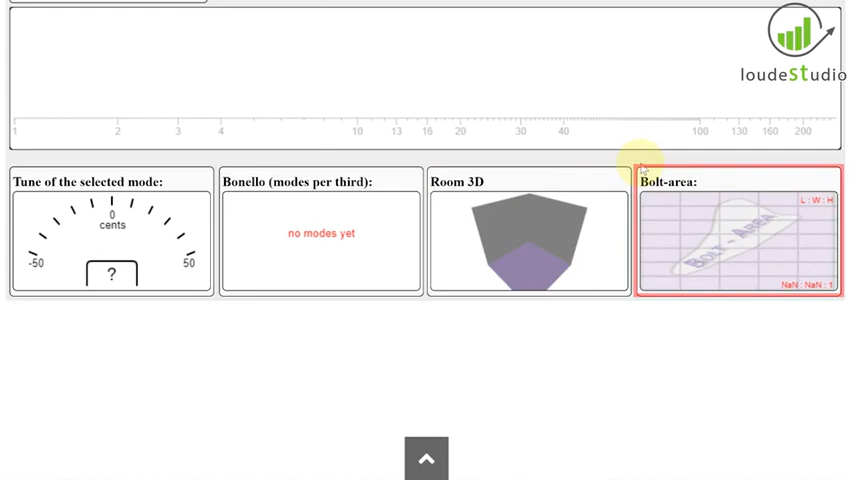 loudestudio
1 2 3 4 10 13 16 20 30 40 100 130 160 200
Tune of the selected mode:
0
cents
-50 50
?
Bonello (modes per third):
no modes yet
Room 3D
Bolt-area:
L : W : H
BOLT - AREA
NaN : NaN : 1